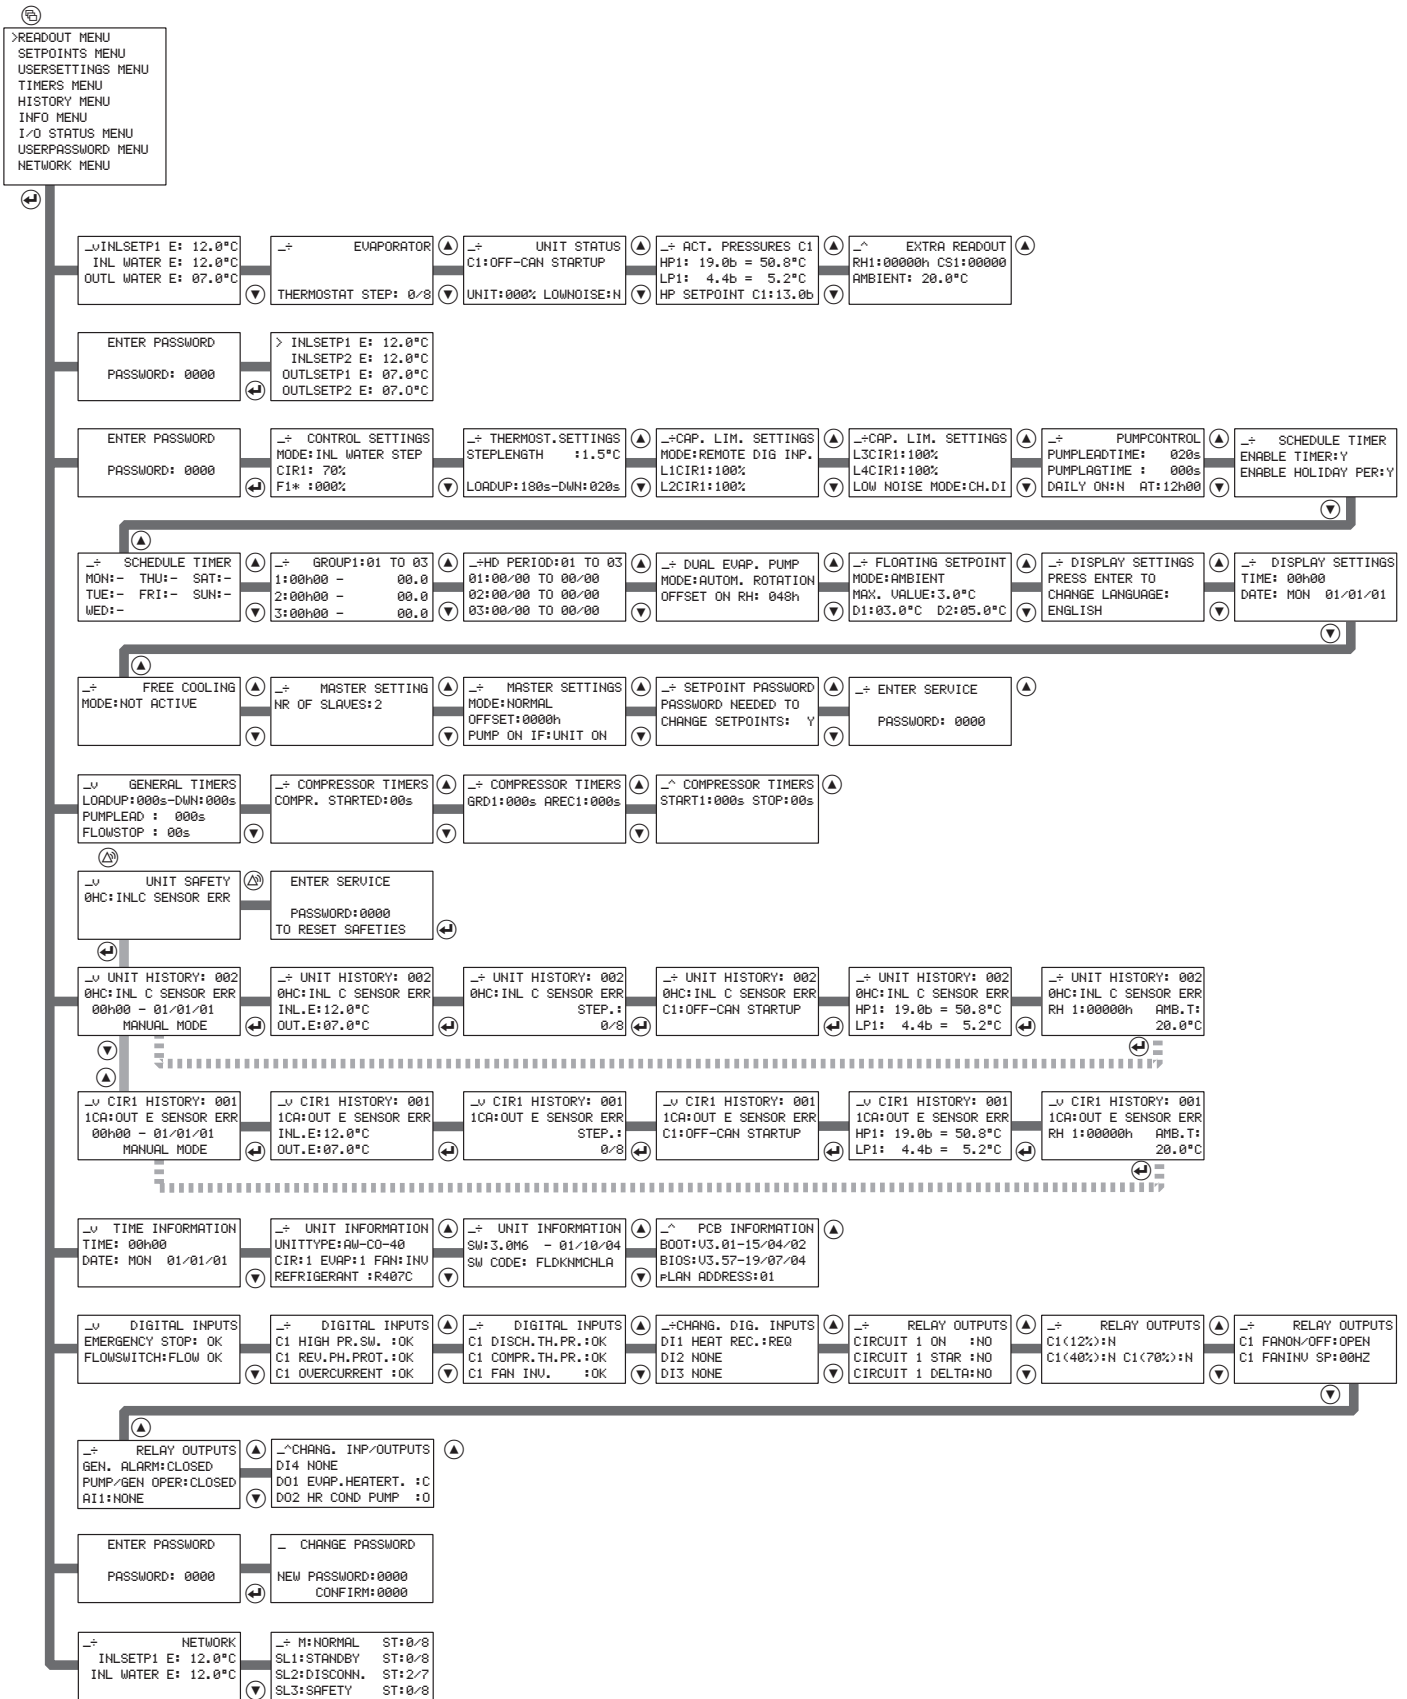 >READOUT MENU
SETPOINTS MENU
USERSETTINGS MENU
TIMERS MENU
HISTORY MENU
INFO MENU
I/O STATUS MENU
USERPASSWORD MENU
NETWORK MENU
_vINLSETP1 E: 12.0°C
INL WATER E: 12.0°C
OUTL WATER E: 07.0°C
_÷ EVAPORATOR
THERMOSTAT STEP: 0/8
_÷ UNIT STATUS
C1:OFF-CAN STARTUP
UNIT:000% LOWNOISE:N
_÷ ACT. PRESSURES C1
HP1: 19.0b = 50.8°C
LP1: 4.4b = 5.2°C
HP SETPOINT C1:13.0b
_^ EXTRA READOUT
RH1:00000h CS1:00000
AMBIENT: 20.0°C
ENTER PASSWORD
PASSWORD: 0000
> INLSETP1 E: 12.0°C
INLSETP2 E: 12.0°C
OUTLSETP1 E: 07.0°C
OUTLSETP2 E: 07.0°C
ENTER PASSWORD
PASSWORD: 0000
_÷ CONTROL SETTINGS
MODE:INL WATER STEP
CIR1: 70%
F1* :000%
_÷ THERMOST.SETTINGS
STEPLENGTH :1.5°C
LOADUP:180s-DWN:020s
_÷CAP. LIM. SETTINGS
MODE:REMOTE DIG INP.
L1CIR1:100%
L2CIR1:100%
_÷CAP. LIM. SETTINGS
L3CIR1:100%
L4CIR1:100%
LOW NOISE MODE:CH.DI
_÷ PUMPCONTROL
PUMPLEADTIME: 020s
PUMPLAGTIME : 000s
DAILY ON:N AT:12h00
_÷ SCHEDULE TIMER
ENABLE TIMER:Y
ENABLE HOLIDAY PER:Y
_÷ SCHEDULE TIMER
MON:- THU:- SAT:-
TUE:- FRI:- SUN:-
WED:-
_÷ GROUP1:01 TO 03
1:00h00 - 00.0
2:00h00 - 00.0
3:00h00 - 00.0
_÷HD PERIOD:01 TO 03
01:00/00 TO 00/00
02:00/00 TO 00/00
03:00/00 TO 00/00
_÷ DUAL EVAP. PUMP
MODE:AUTOM. ROTATION
OFFSET ON RH: 048h
_÷ FLOATING SETPOINT
MODE:AMBIENT
MAX. VALUE:3.0°C
D1:03.0°C D2:05.0°C
_÷ DISPLAY SETTINGS
PRESS ENTER TO
CHANGE LANGUAGE:
ENGLISH
_÷ DISPLAY SETTINGS
TIME: 00h00
DATE: MON 01/01/01
_÷ FREE COOLING
MODE:NOT ACTIVE
_÷ MASTER SETTING
NR OF SLAVES:2
_÷ MASTER SETTINGS
MODE:NORMAL
OFFSET:0000h
PUMP ON IF:UNIT ON
_÷ SETPOINT PASSWORD
PASSWORD NEEDED TO
CHANGE SETPOINTS: Y
_÷ ENTER SERVICE
PASSWORD: 0000
_v GENERAL TIMERS
LOADUP:000s-DWN:000s
PUMPLEAD : 000s
FLOWSTOP : 00s
_÷ COMPRESSOR TIMERS
COMPR. STARTED:00s
_÷ COMPRESSOR TIMERS
GRD1:000s AREC1:000s
_^ COMPRESSOR TIMERS
START1:000s STOP:00s
_v UNIT SAFETY
0HC:INLC SENSOR ERR
ENTER SERVICE
PASSWORD:0000
TO RESET SAFETIES
_v UNIT HISTORY: 002
0HC:INL C SENSOR ERR
00h00 - 01/01/01
MANUAL MODE
_÷ UNIT HISTORY: 002
0HC:INL C SENSOR ERR
INL.E:12.0°C
OUT.E:07.0°C
_÷ UNIT HISTORY: 002
0HC:INL C SENSOR ERR
STEP.:
0/8
_÷ UNIT HISTORY: 002
0HC:INL C SENSOR ERR
C1:OFF-CAN STARTUP
_÷ UNIT HISTORY: 002
0HC:INL C SENSOR ERR
HP1: 19.0b = 50.8°C
LP1: 4.4b = 5.2°C
_÷ UNIT HISTORY: 002
0HC:INL C SENSOR ERR
RH 1:00000h AMB.T:
20.0°C
_v CIR1 HISTORY: 001
1CA:OUT E SENSOR ERR
00h00 - 01/01/01
MANUAL MODE
_v CIR1 HISTORY: 001
1CA:OUT E SENSOR ERR
INL.E:12.0°C
OUT.E:07.0°C
_v CIR1 HISTORY: 001
1CA:OUT E SENSOR ERR
STEP.:
0/8
_v CIR1 HISTORY: 001
1CA:OUT E SENSOR ERR
C1:OFF-CAN STARTUP
_v CIR1 HISTORY: 001
1CA:OUT E SENSOR ERR
HP1: 19.0b = 50.8°C
LP1: 4.4b = 5.2°C
_v CIR1 HISTORY: 001
1CA:OUT E SENSOR ERR
RH 1:00000h AMB.T:
20.0°C
_v TIME INFORMATION
TIME: 00h00
DATE: MON 01/01/01
_÷ UNIT INFORMATION
UNITTYPE:AW-CO-40
CIR:1 EVAP:1 FAN:INV
REFRIGERANT :R407C
_÷ UNIT INFORMATION
SW:3.0M6 - 01/10/04
SW CODE: FLDKNMCHLA
_^ PCB INFORMATION
BOOT:V3.01-15/04/02
BIOS:V3.57-19/07/04
pLAN ADDRESS:01
_v DIGITAL INPUTS
EMERGENCY STOP: OK
FLOWSWITCH:FLOW OK
_÷ DIGITAL INPUTS
C1 HIGH PR.SW. :OK
C1 REV.PH.PROT.:OK
C1 OVERCURRENT :OK
_÷ DIGITAL INPUTS
C1 DISCH.TH.PR.:OK
C1 COMPR.TH.PR.:OK
C1 FAN INV. :OK
_÷CHANG. DIG. INPUTS
DI1 HEAT REC.:REQ
DI2 NONE
DI3 NONE
_÷ RELAY OUTPUTS
CIRCUIT 1 ON :NO
CIRCUIT 1 STAR :NO
CIRCUIT 1 DELTA:NO
_÷ RELAY OUTPUTS
C1(12%):N
C1(40%):N C1(70%):N
_÷ RELAY OUTPUTS
C1 FANON/OFF:OPEN
C1 FANINV SP:00HZ
_÷ RELAY OUTPUTS
GEN. ALARM:CLOSED
PUMP/GEN OPER:CLOSED
AI1:NONE
_^CHANG. INP/OUTPUTS
DI4 NONE
DO1 EVAP.HEATERT. :C
DO2 HR COND PUMP :O
ENTER PASSWORD
PASSWORD: 0000
_ CHANGE PASSWORD
NEW PASSWORD:0000
CONFIRM:0000
_÷ NETWORK
INLSETP1 E: 12.0°C
INL WATER E: 12.0°C
_÷ M:NORMAL ST:0/8
SL1:STANDBY ST:0/8
SL2:DISCONN. ST:2/7
SL3:SAFETY ST:0/8